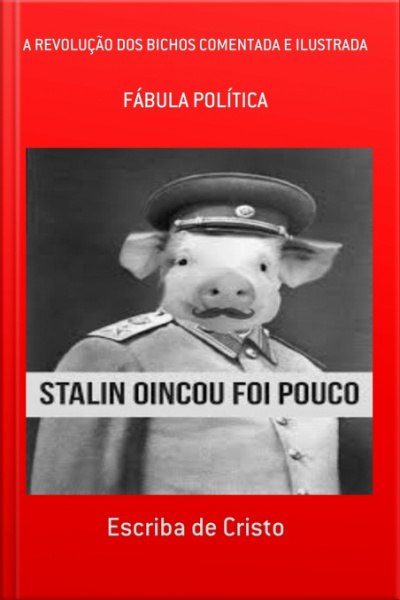 A REVOLUÇÃO DOS BICHOS COMENTADA E ILUSTRADA
FÁBULA POLÍTICA
STALIN OINCOU FOI POUCO
Escriba de Cristo